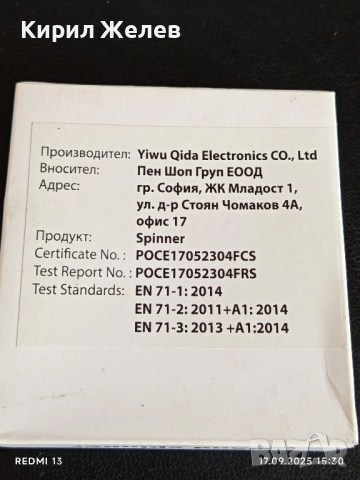 Кирил Желев
Производител: Yiwu Qida Electronics CO., Ltd
Вносител: Пен Шоп Груп ЕООД
Адрес: гр. София, ЖК Младост 1,
ул. д-р Стоян Чомаков 4А,
офис 17
Продукт: Spinner
Certificate No. : POCE17052304FCS
Test Report No.: POCE17052304FRS
Test Standards: EN 71-1: 2014
EN 71-2: 2011+A1: 2014
EN 71-3: 2013 +A1:2014
REDMI 13
17.09.2025 15:30
BAZAR